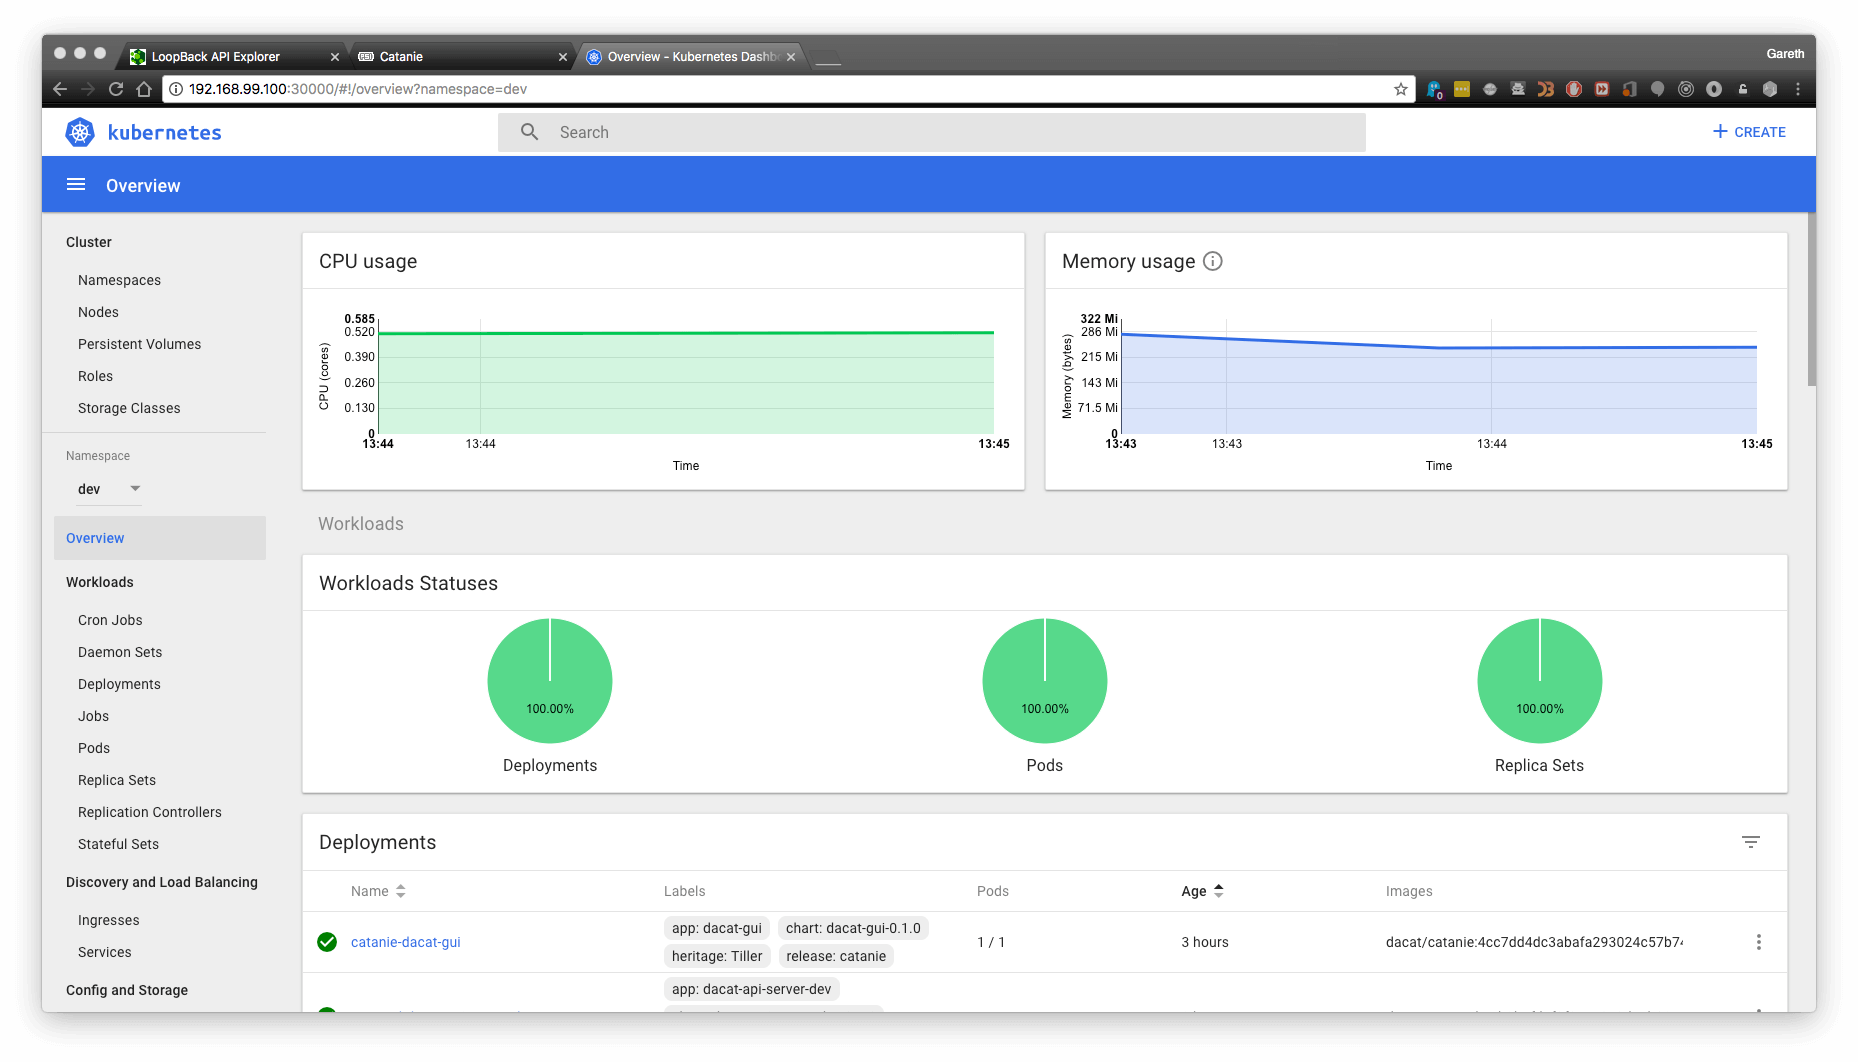 LoopBack API Explorer
Catanie
Overview - Kubernetes Dashbo
Gareth
192.168.99.100:30000/#!/overview?namespace=dev
0
kubernetes
Search
+ CREATE
Overview
Cluster
Namespaces
Nodes
Persistent Volumes
Roles
Storage Classes
Namespace
dev
Overview
Workloads
Cron Jobs
Daemon Sets
Deployments
Jobs
Pods
Replica Sets
Replication Controllers
Stateful Sets
Discovery and Load Balancing
Ingresses
Services
Config and Storage
CPU usage
CPU (cores)
0.585
0.520
0.390
0.260
0.130
0
13:44 13:44 13:45
Time
Memory usage
Memory (bytes)
322 Mi
286 Mi
215 Mi
143 Mi
71.5 Mi
0
13:43 13:43 13:44 13:45
Time
Workloads
Workloads Statuses
100.00% 100.00% 100.00%
Deployments Pods Replica Sets
Deployments
Name Labels Pods Age Images
catanie-dacat-gui
app: dacat-gui chart: dacat-gui-0.1.0
heritage: Tiller release: catanie
1 / 1
3 hours
dacat/catanie:4cc7dd4dc3abafa293024c57b74
app: dacat-api-server-dev